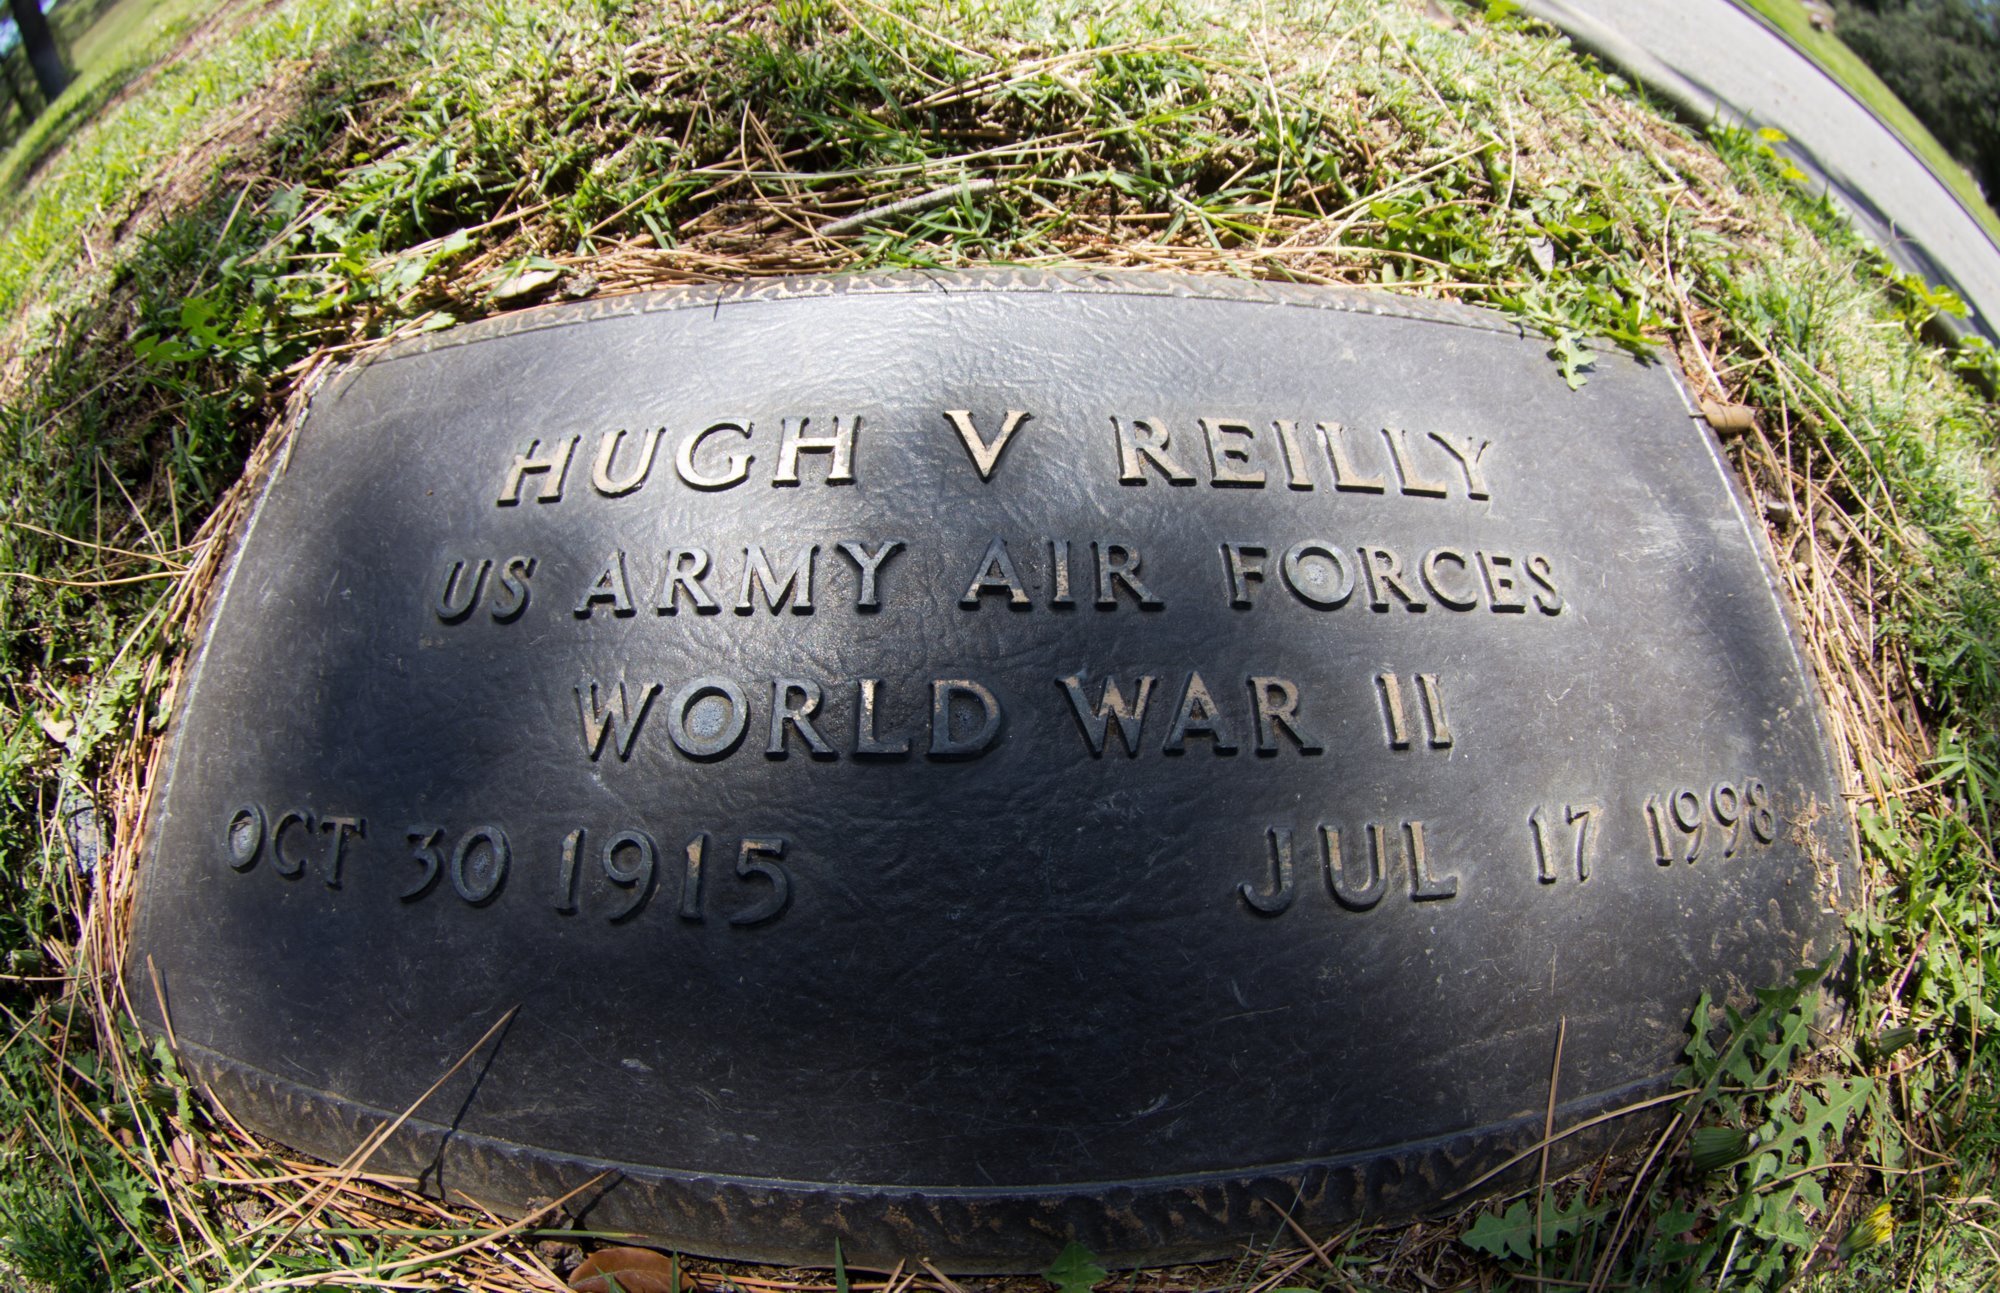 HUGH V REILLY
US ARMY AIR FORCES
WORLD WAR II
OCT 30 1915 JUL 17 1998